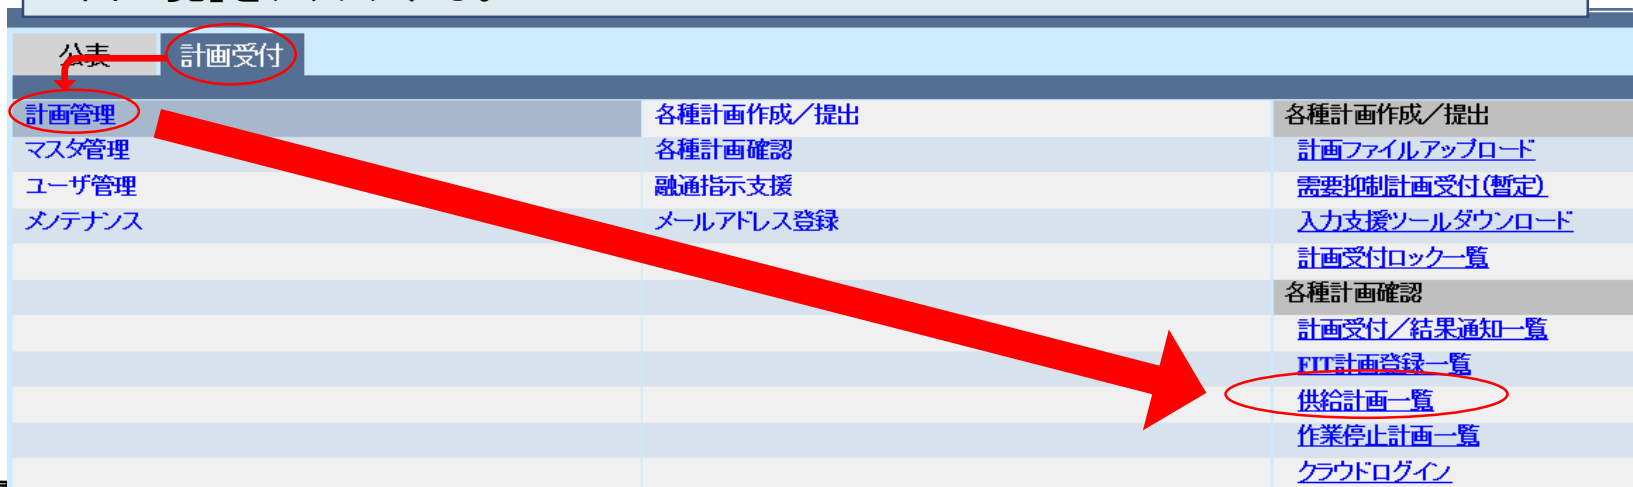 公表 計画受付
計画管理 各種計画作成／提出 各種計画作成／提出
マスタ管理 各種計画確認 計画ファイルアップロード
ユーザ管理 融通指示支援 需要抑制計画受付(暫定)
メンテナンス メールアドレス登録 入力支援ツールダウンロード
計画受付ロック一覧
各種計画確認
計画受付／結果通知一覧
FIT計画登録一覧
供給計画一覧
作業停止計画一覧
クラウドログイン